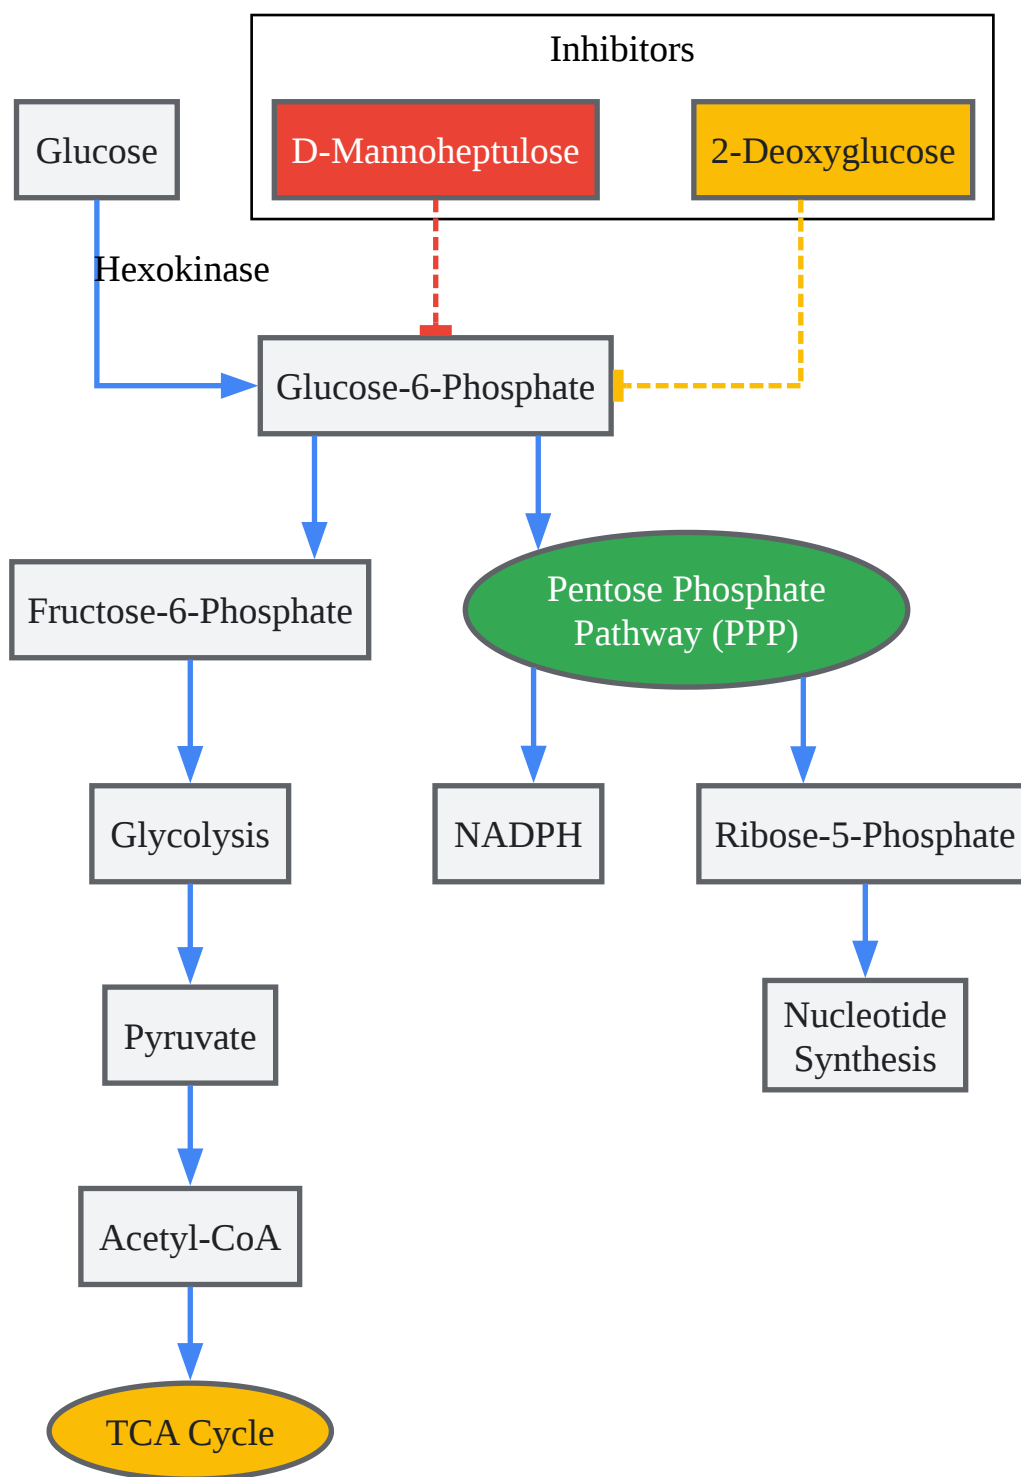 Inhibitors
Glucose
D-Mannoheptulose
2-Deoxyglucose
Hexokinase
Glucose-6-Phosphate
Fructose-6-Phosphate
Pentose Phosphate
Pathway (PPP)
Glycolysis
NADPH
Ribose-5-Phosphate
Pyruvate
Nucleotide
Synthesis
Acetyl-CoA
TCA Cycle